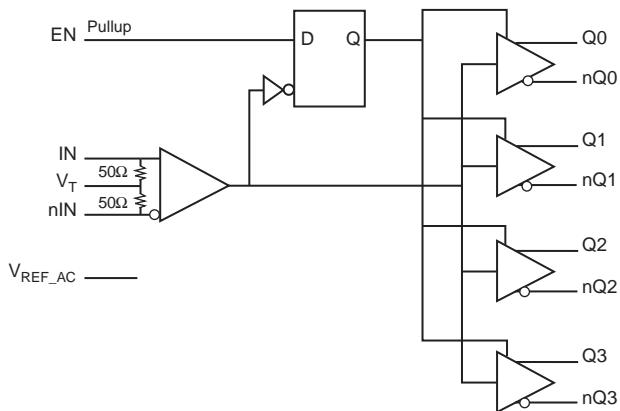 EN Pullup
D Q
Q0
nQ0
IN
50Ω
V_T
50Ω
nIN
Q1
nQ1
V_REF_AC
Q2
nQ2
Q3
nQ3